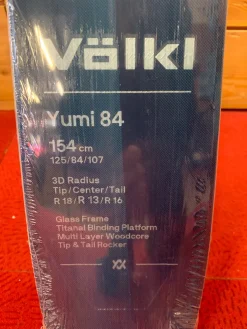 Völkl
Yumi 84
154 cm
125/84/107
3D Radius
Tip/Center/Tail
R 18 / R 13 / R 16
Glass Frame
Titanal Binding Platform
Multi Layer Woodcore
Tip & Tail Rocker